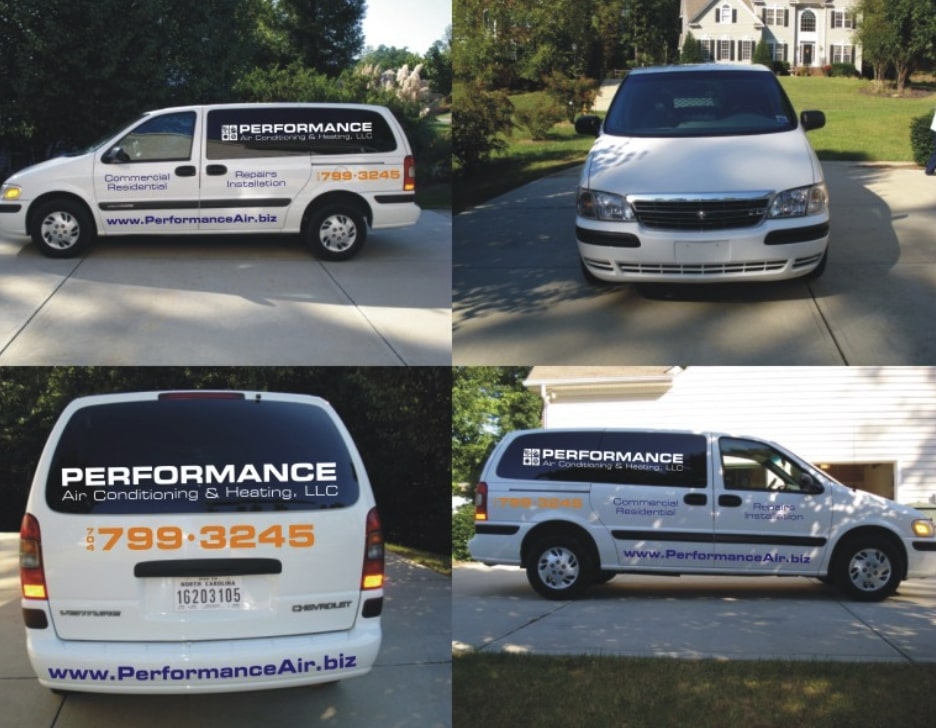 PERFORMANCE
Air Conditioning & Heating, LLC
Commercial
Residential
Repairs
Installation
704 799·3245
www.PerformanceAir.biz
PERFORMANCE
Air Conditioning & Heating, LLC
704 799·3245
NORTH CAROLINA
16203105
VENTURE
CHEVROLET
www.PerformanceAir.biz
PERFORMANCE
Air Conditioning & Heating, LLC
799·3245
Commercial
Residential
Repairs
Installation
www.PerformanceAir.biz